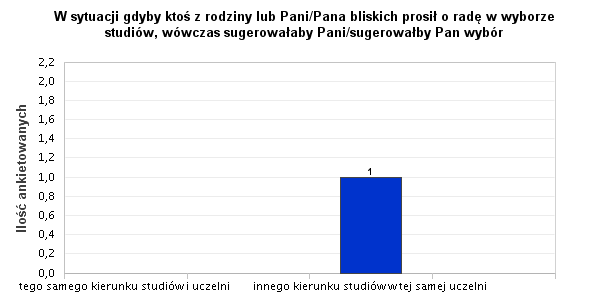 W sytuacji gdyby ktoś z rodziny lub Pani/Pana bliskich prosił o radę w wyborze
studiów, wówczas sugerowałaby Pani/sugerowałby Pan wybór
Ilość ankietowanych
2,2
2,0
1,8
1,6
1,4
1,2
1,0
0,8
0,6
0,4
0,2
0,0
1
tego samego kierunku studiów i uczelni
innego kierunku studiów w tej samej uczelni